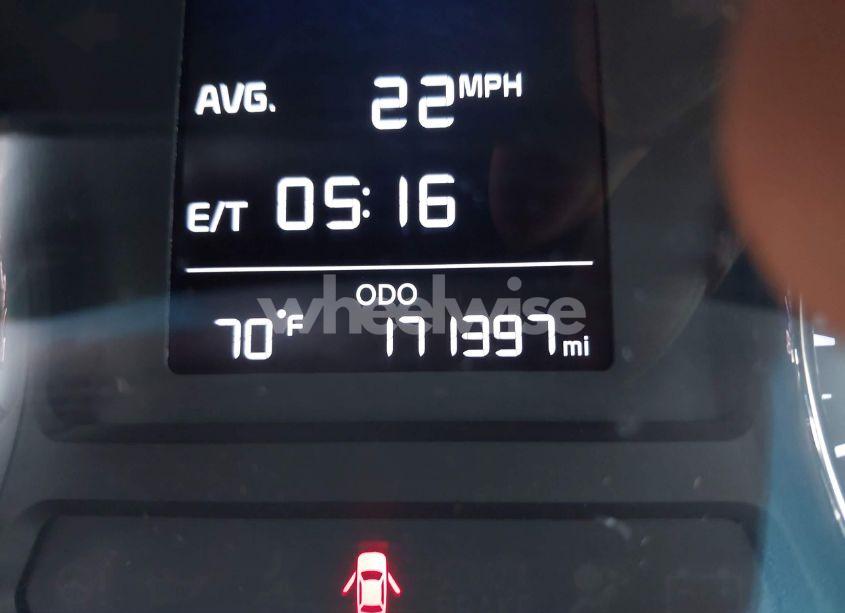 AVG. 22 MPH
E/T 05:16
ODO
wheelwise
70°F 171397 mi